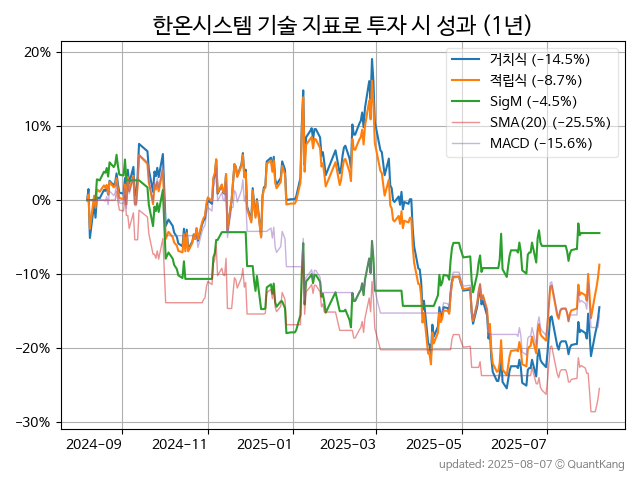 한온시스템 기술 지표로 투자 시 성과 (1년)
거치식 (−14.5%)
적립식 (−8.7%)
SigM (−4.5%)
SMA(20) (−25.5%)
MACD (−15.6%)
20%
10%
0%
−10%
−20%
−30%
2024-09 2024-11 2025-01 2025-03 2025-05 2025-07
updated: 2025-08-07 © QuantKang